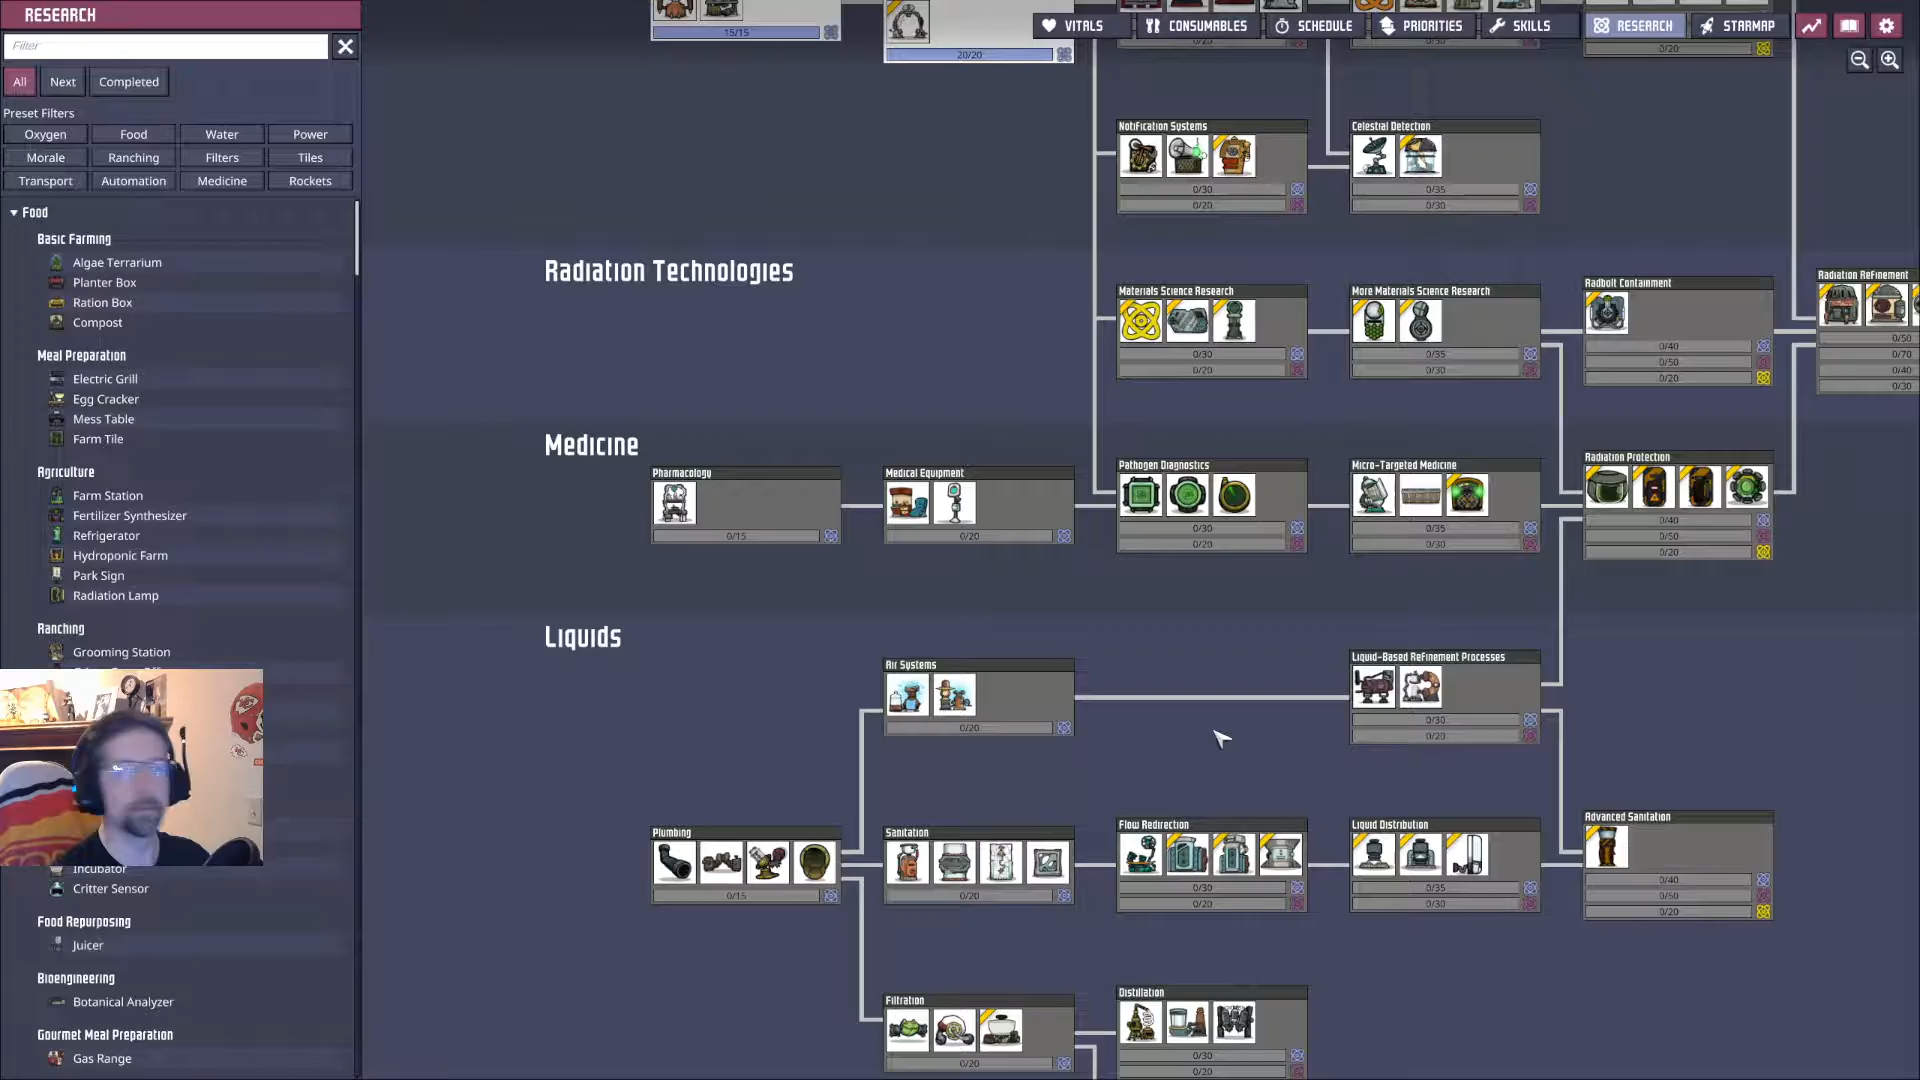 RESEARCH
VITALS CONSUMABLES SCHEDULE PRIORITIES SKILLS RESEARCH STARMAP
Filter
All Next Completed
Preset Filters
Oxygen Food Water Power
Morale Ranching Filters Tiles
Transport Automation Medicine Rockets
Food
Basic Farming
Algae Terrarium
Planter Box
Ration Box
Compost
Meal Preparation
Electric Grill
Egg Cracker
Mess Table
Farm Tile
Agriculture
Farm Station
Fertilizer Synthesizer
Refrigerator
Hydroponic Farm
Park Sign
Radiation Lamp
Ranching
Grooming Station
Incubator
Critter Sensor
Food Repurposing
Juicer
Bioengineering
Botanical Analyzer
Gourmet Meal Preparation
Gas Range
15/15
20/20
0/20
Notification Systems
0/30
0/20
Celestial Detection
0/35
0/30
Radiation Technologies
Materials Science Research
0/30
0/20
More Materials Science Research
0/35
0/30
Radbolt Containment
0/40
0/50
0/20
Radiation Refinement
0/50
0/70
0/40
0/30
Medicine
Pharmacology
0/15
Medical Equipment
0/20
Pathogen Diagnostics
0/30
0/20
Micro-Targeted Medicine
0/35
0/30
Radiation Protection
0/40
0/50
0/20
Liquids
Air Systems
0/20
Liquid-Based Refinement Processes
0/30
0/20
Plumbing
0/15
Sanitation
0/20
Flow Redirection
0/30
0/20
Liquid Distribution
0/35
0/30
Advanced Sanitation
0/40
0/50
0/20
Filtration
0/20
Distillation
0/30
0/20